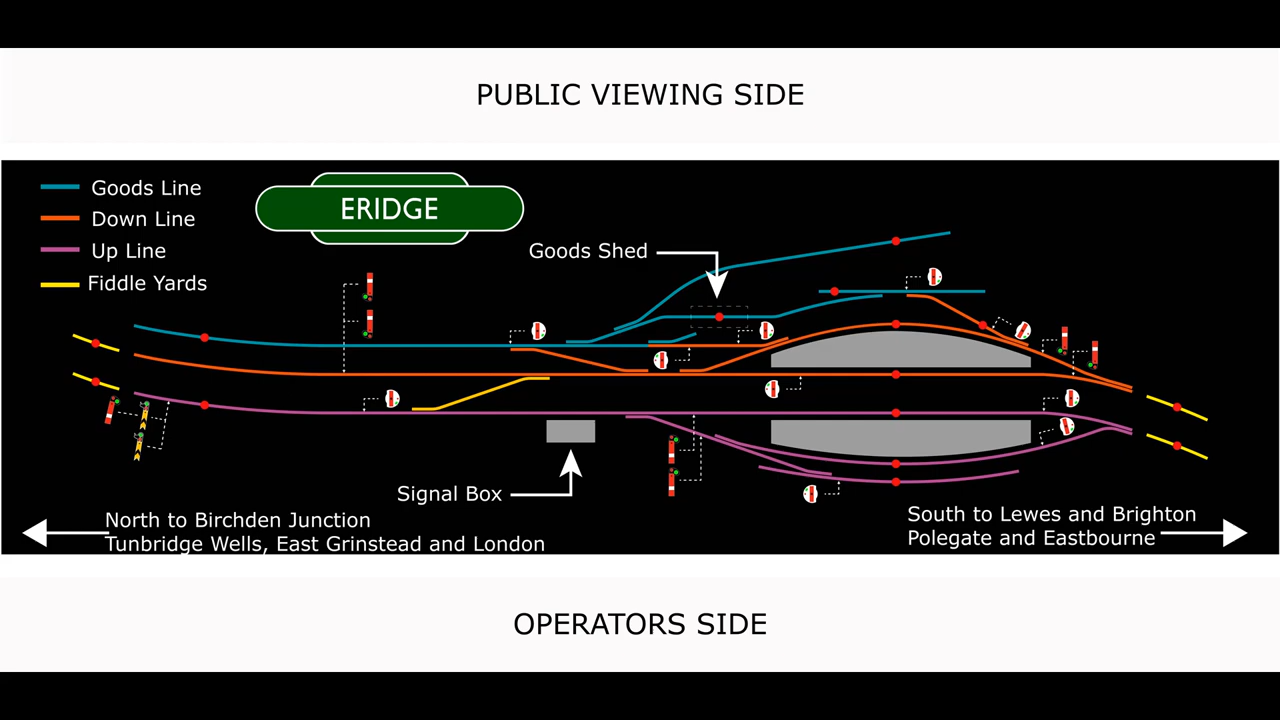 PUBLIC VIEWING SIDE
Goods Line
Down Line
Up Line
Fiddle Yards
ERIDGE
Goods Shed
Signal Box
North to Birchden Junction
Tunbridge Wells, East Grinstead and London
South to Lewes and Brighton
Polegate and Eastbourne
OPERATORS SIDE